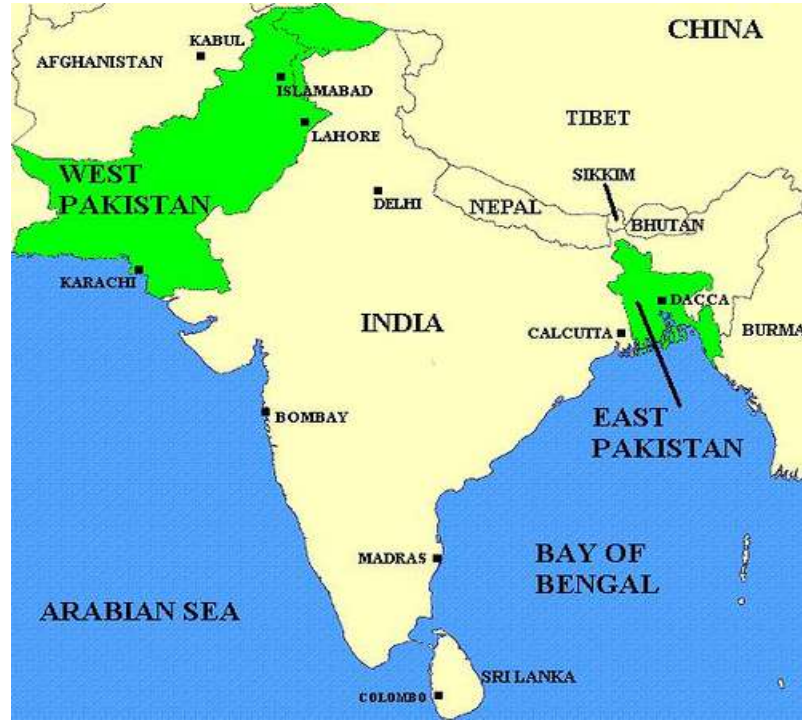 CHINA
KABUL
AFGHANISTAN
ISLAMABAD
LAHORE
TIBET
WEST
PAKISTAN
SIKKIM
DELHI
NEPAL
BHUTAN
KARACHI
DACCA
INDIA
CALCUTTA
BURMA
BOMBAY
EAST
PAKISTAN
MADRAS
BAY OF
BENGAL
ARABIAN SEA
SRI LANKA
COLOMBO